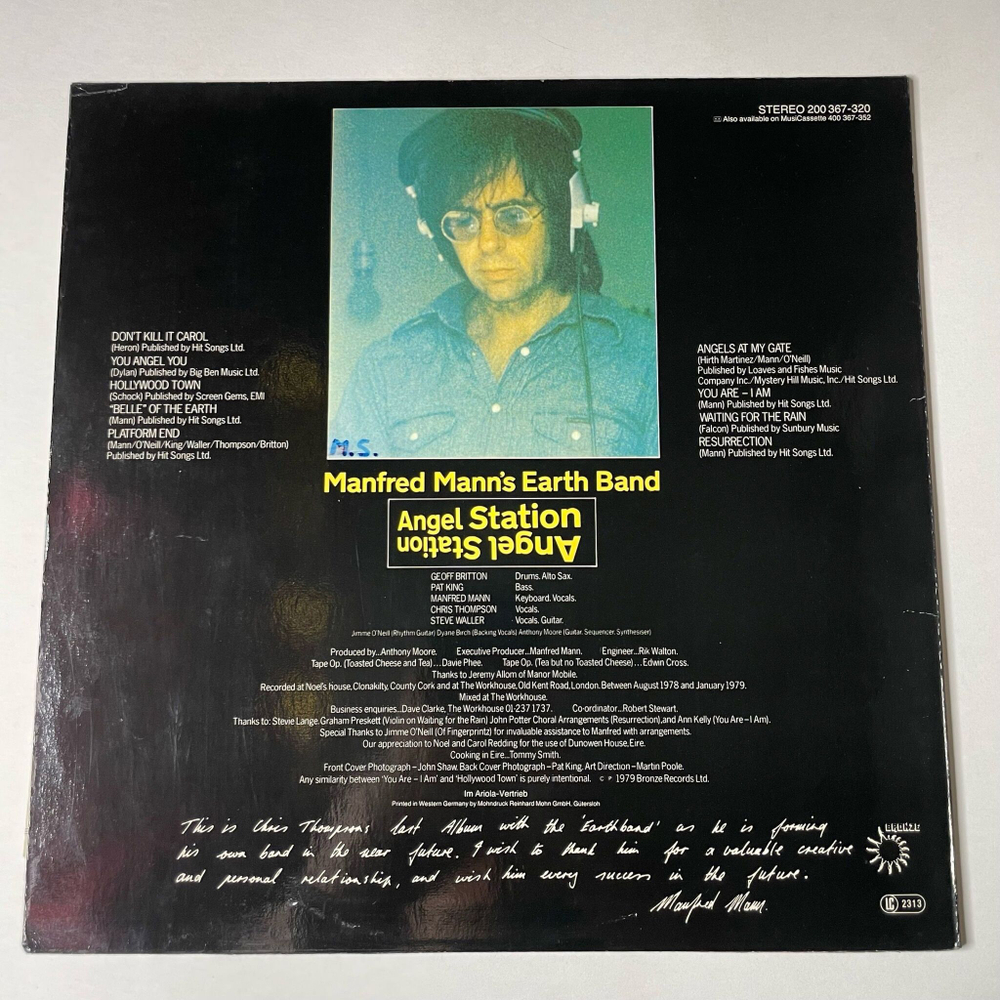 STEREO 200 367-320
Also available on MusiCassette 400 367-352
DON'T KILL IT CAROL
(Heron) Published by Hit Songs Ltd.
YOU ANGEL YOU
(Dylan) Published by Big Ben Music Ltd.
HOLLYWOOD TOWN
(Schock) Published by Screen Gems, EMI
"BELLE" OF THE EARTH
(Mann) Published by Hit Songs Ltd.
PLATFORM END
(Mann/O'Neill/King/Waller/Thompson/Britton)
Published by Hit Songs Ltd.
ANGELS AT MY GATE
(Hirth Martinez/Mann/O'Neill)
Published by Loaves and Fishes Music
Company Inc./Mystery Hill Music, Inc./Hit Songs Ltd.
YOU ARE – I AM
(Mann) Published by Hit Songs Ltd.
WAITING FOR THE RAIN
(Falcon) Published by Sunbury Music
RESURRECTION
(Mann) Published by Hit Songs Ltd.
M.S.
Manfred Mann's Earth Band
Angel Station
Angel Station
GEOFF BRITTON Drums. Alto Sax.
PAT KING Bass.
MANFRED MANN Keyboard. Vocals.
CHRIS THOMPSON Vocals.
STEVE WALLER Vocals. Guitar.
Jimme O'Neill (Rhythm Guitar) Dyane Birch (Backing Vocals) Anthony Moore (Guitar. Sequencer. Synthesiser)
Produced by...Anthony Moore. Executive Producer...Manfred Mann. Engineer...Rik Walton.
Tape Op. (Toasted Cheese and Tea)...Davie Phee. Tape Op. (Tea but no Toasted Cheese)...Edwin Cross.
Thanks to Jeremy Allom of Manor Mobile.
Recorded at Noel's house, Clonakilty, County Cork and at The Workhouse, Old Kent Road, London. Between August 1978 and January 1979.
Mixed at The Workhouse.
Business enquiries...Dave Clarke, The Workhouse 01-237 1737. Co-ordinator...Robert Stewart.
Thanks to: Stevie Lange. Graham Preskett (Violin on Waiting for the Rain) John Potter Choral Arrangements (Resurrection), and Ann Kelly (You Are – I Am).
Special Thanks to Jimme O'Neill (Of Fingerprintz) for invaluable assistance to Manfred with arrangements.
Our appreciation to Noel and Carol Redding for the use of Dunowen House, Eire.
Cooking in Eire...Tommy Smith.
Front Cover Photograph – John Shaw. Back Cover Photograph – Pat King. Art Direction – Martin Poole.
Any similarity between 'You Are – I Am' and 'Hollywood Town' is purely intentional. © ℗ 1979 Bronze Records Ltd.
Im Ariola-Vertrieb
Printed in Western Germany by Mohndruck Reinhard Mohn GmbH, Gütersloh
This is Chris Thompsons last Album with the 'Earthband' as he is forming
his own band in the near future. I wish to thank him for a valuable creative
and personal relationship, and wish him every success in the future.
Manfred Mann.
BRONZE
LC 2313